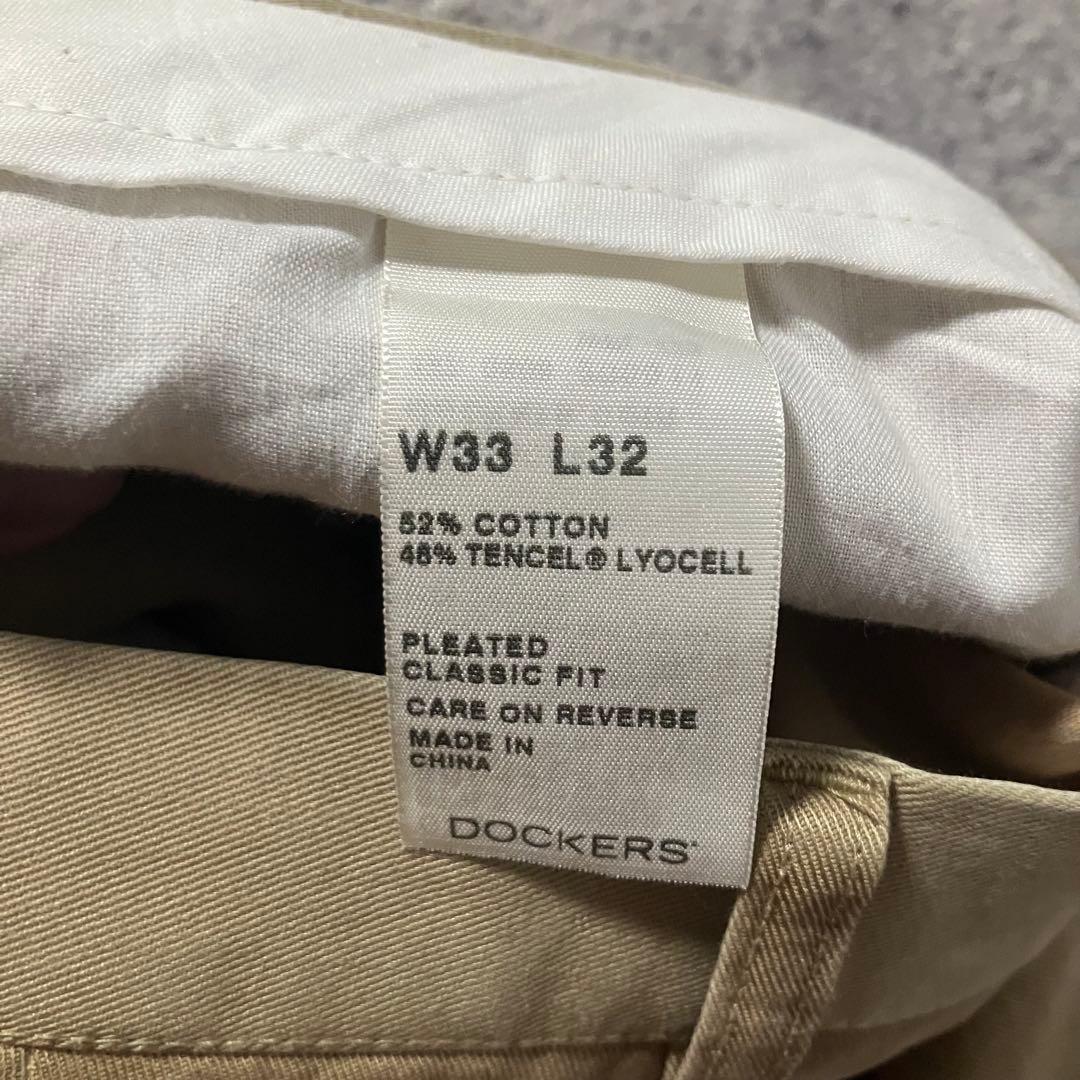 W33 L32
52% COTTON
48% TENCEL® LYOCELL
PLEATED
CLASSIC FIT
CARE ON REVERSE
MADE IN
CHINA
DOCKERS®